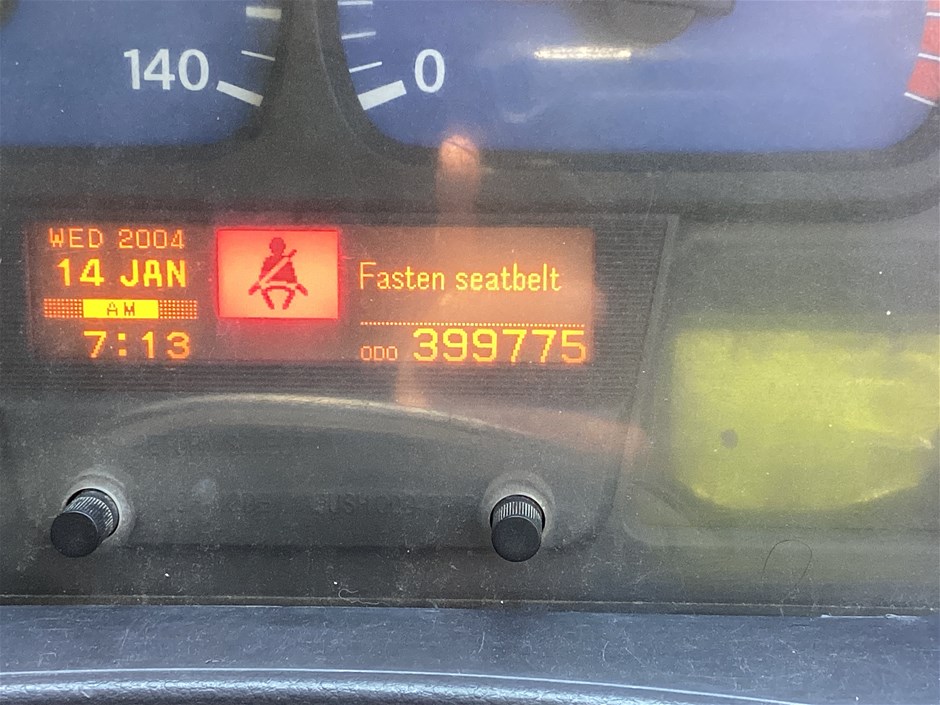 140
0
WED 2004
14 JAN
AM
7:13
Fasten seatbelt
ODO 399775